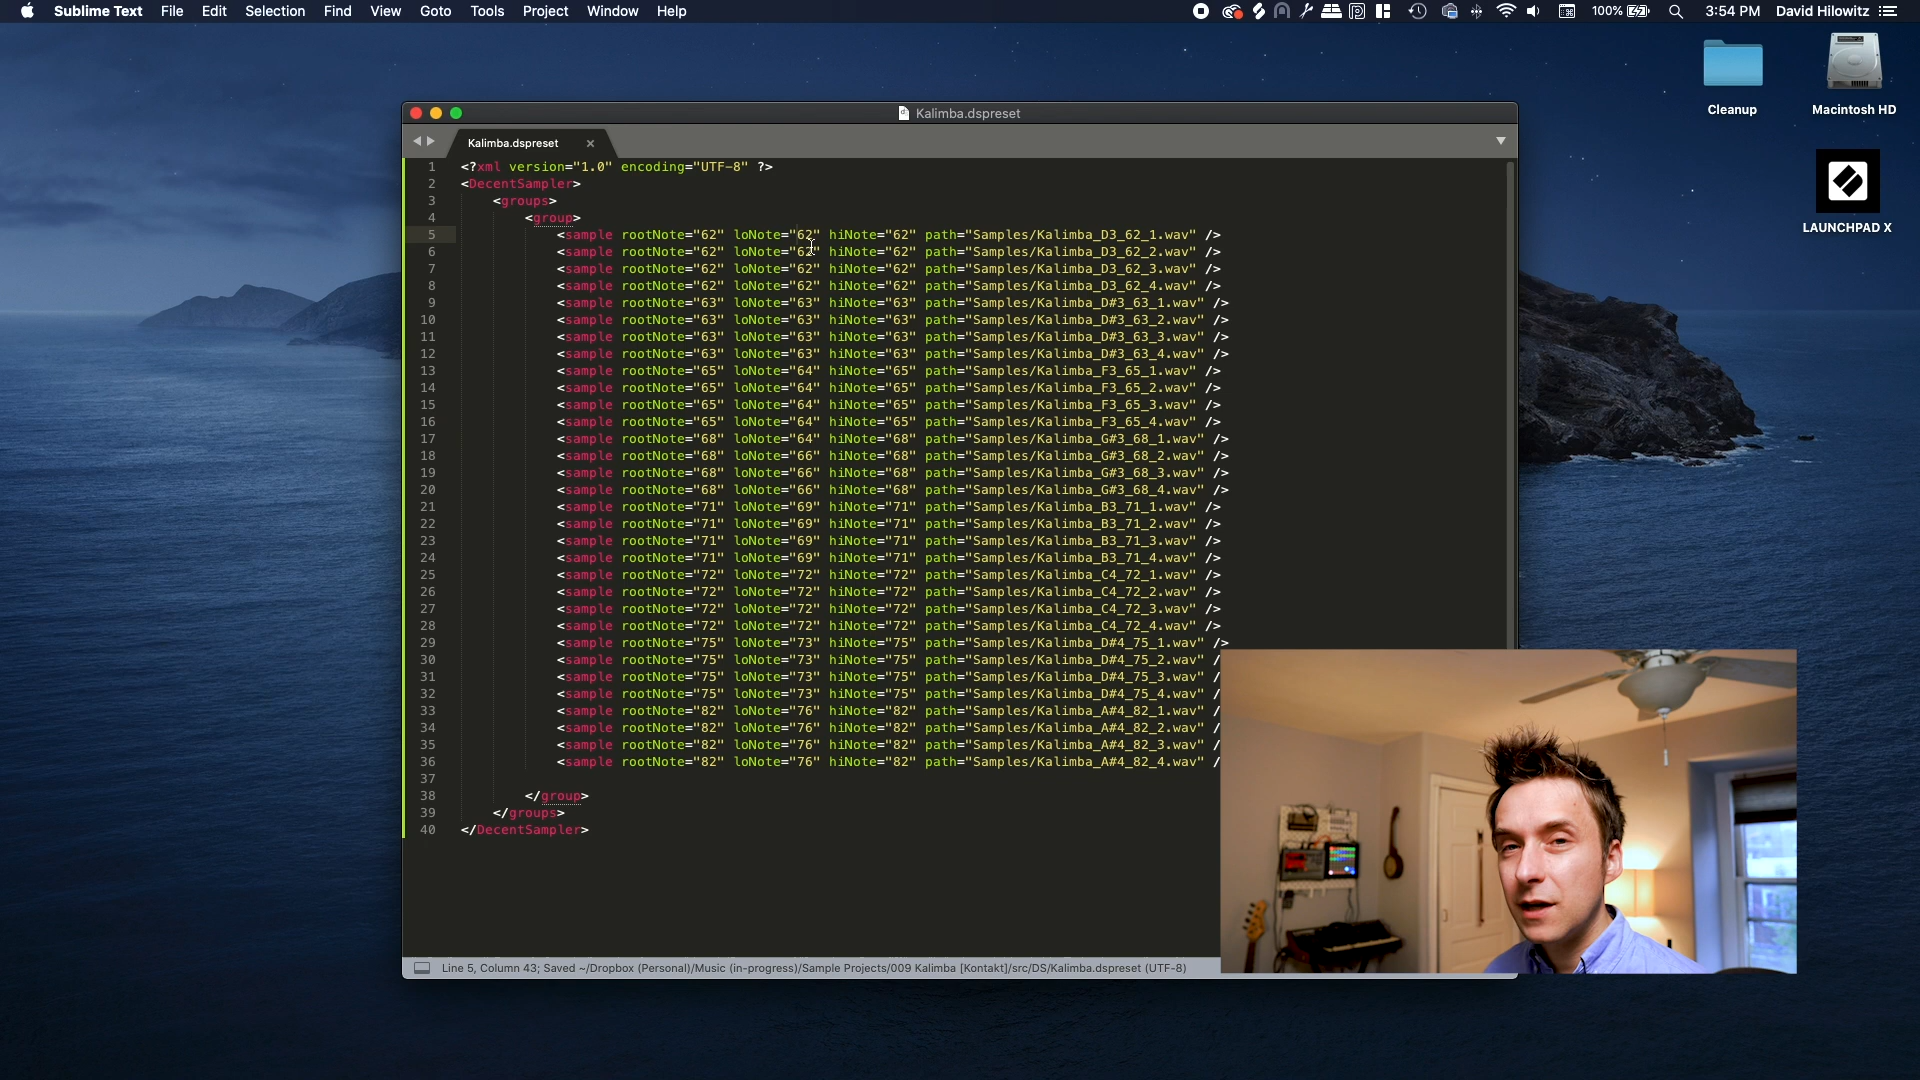 Sublime Text File Edit Selection Find View Goto Tools Project Window Help 100% 3:54 PM David Hilowitz
Cleanup
Macintosh HD
LAUNCHPAD X
Kalimba.dspreset
Kalimba.dspreset ×
1 <?xml version="1.0" encoding="UTF-8" ?>
2 <DecentSampler>
3 <groups>
4 <group>
5 <sample rootNote="62" loNote="62" hiNote="62" path="Samples/Kalimba_D3_62_1.wav" />
6 <sample rootNote="62" loNote="62" hiNote="62" path="Samples/Kalimba_D3_62_2.wav" />
7 <sample rootNote="62" loNote="62" hiNote="62" path="Samples/Kalimba_D3_62_3.wav" />
8 <sample rootNote="62" loNote="62" hiNote="62" path="Samples/Kalimba_D3_62_4.wav" />
9 <sample rootNote="63" loNote="63" hiNote="63" path="Samples/Kalimba_D#3_63_1.wav" />
10 <sample rootNote="63" loNote="63" hiNote="63" path="Samples/Kalimba_D#3_63_2.wav" />
11 <sample rootNote="63" loNote="63" hiNote="63" path="Samples/Kalimba_D#3_63_3.wav" />
12 <sample rootNote="63" loNote="63" hiNote="63" path="Samples/Kalimba_D#3_63_4.wav" />
13 <sample rootNote="65" loNote="64" hiNote="65" path="Samples/Kalimba_F3_65_1.wav" />
14 <sample rootNote="65" loNote="64" hiNote="65" path="Samples/Kalimba_F3_65_2.wav" />
15 <sample rootNote="65" loNote="64" hiNote="65" path="Samples/Kalimba_F3_65_3.wav" />
16 <sample rootNote="65" loNote="64" hiNote="65" path="Samples/Kalimba_F3_65_4.wav" />
17 <sample rootNote="68" loNote="64" hiNote="68" path="Samples/Kalimba_G#3_68_1.wav" />
18 <sample rootNote="68" loNote="66" hiNote="68" path="Samples/Kalimba_G#3_68_2.wav" />
19 <sample rootNote="68" loNote="66" hiNote="68" path="Samples/Kalimba_G#3_68_3.wav" />
20 <sample rootNote="68" loNote="66" hiNote="68" path="Samples/Kalimba_G#3_68_4.wav" />
21 <sample rootNote="71" loNote="69" hiNote="71" path="Samples/Kalimba_B3_71_1.wav" />
22 <sample rootNote="71" loNote="69" hiNote="71" path="Samples/Kalimba_B3_71_2.wav" />
23 <sample rootNote="71" loNote="69" hiNote="71" path="Samples/Kalimba_B3_71_3.wav" />
24 <sample rootNote="71" loNote="69" hiNote="71" path="Samples/Kalimba_B3_71_4.wav" />
25 <sample rootNote="72" loNote="72" hiNote="72" path="Samples/Kalimba_C4_72_1.wav" />
26 <sample rootNote="72" loNote="72" hiNote="72" path="Samples/Kalimba_C4_72_2.wav" />
27 <sample rootNote="72" loNote="72" hiNote="72" path="Samples/Kalimba_C4_72_3.wav" />
28 <sample rootNote="72" loNote="72" hiNote="72" path="Samples/Kalimba_C4_72_4.wav" />
29 <sample rootNote="75" loNote="73" hiNote="75" path="Samples/Kalimba_D#4_75_1.wav" />
30 <sample rootNote="75" loNote="73" hiNote="75" path="Samples/Kalimba_D#4_75_2.wav" /
31 <sample rootNote="75" loNote="73" hiNote="75" path="Samples/Kalimba_D#4_75_3.wav" /
32 <sample rootNote="75" loNote="73" hiNote="75" path="Samples/Kalimba_D#4_75_4.wav" /
33 <sample rootNote="82" loNote="76" hiNote="82" path="Samples/Kalimba_A#4_82_1.wav" /
34 <sample rootNote="82" loNote="76" hiNote="82" path="Samples/Kalimba_A#4_82_2.wav" /
35 <sample rootNote="82" loNote="76" hiNote="82" path="Samples/Kalimba_A#4_82_3.wav" /
36 <sample rootNote="82" loNote="76" hiNote="82" path="Samples/Kalimba_A#4_82_4.wav" /
37
38 </group>
39 </groups>
40 </DecentSampler>
Line 5, Column 43; Saved ~/Dropbox (Personal)/Music (in-progress)/Sample Projects/009 Kalimba [Kontakt]/src/DS/Kalimba.dspreset (UTF-8)